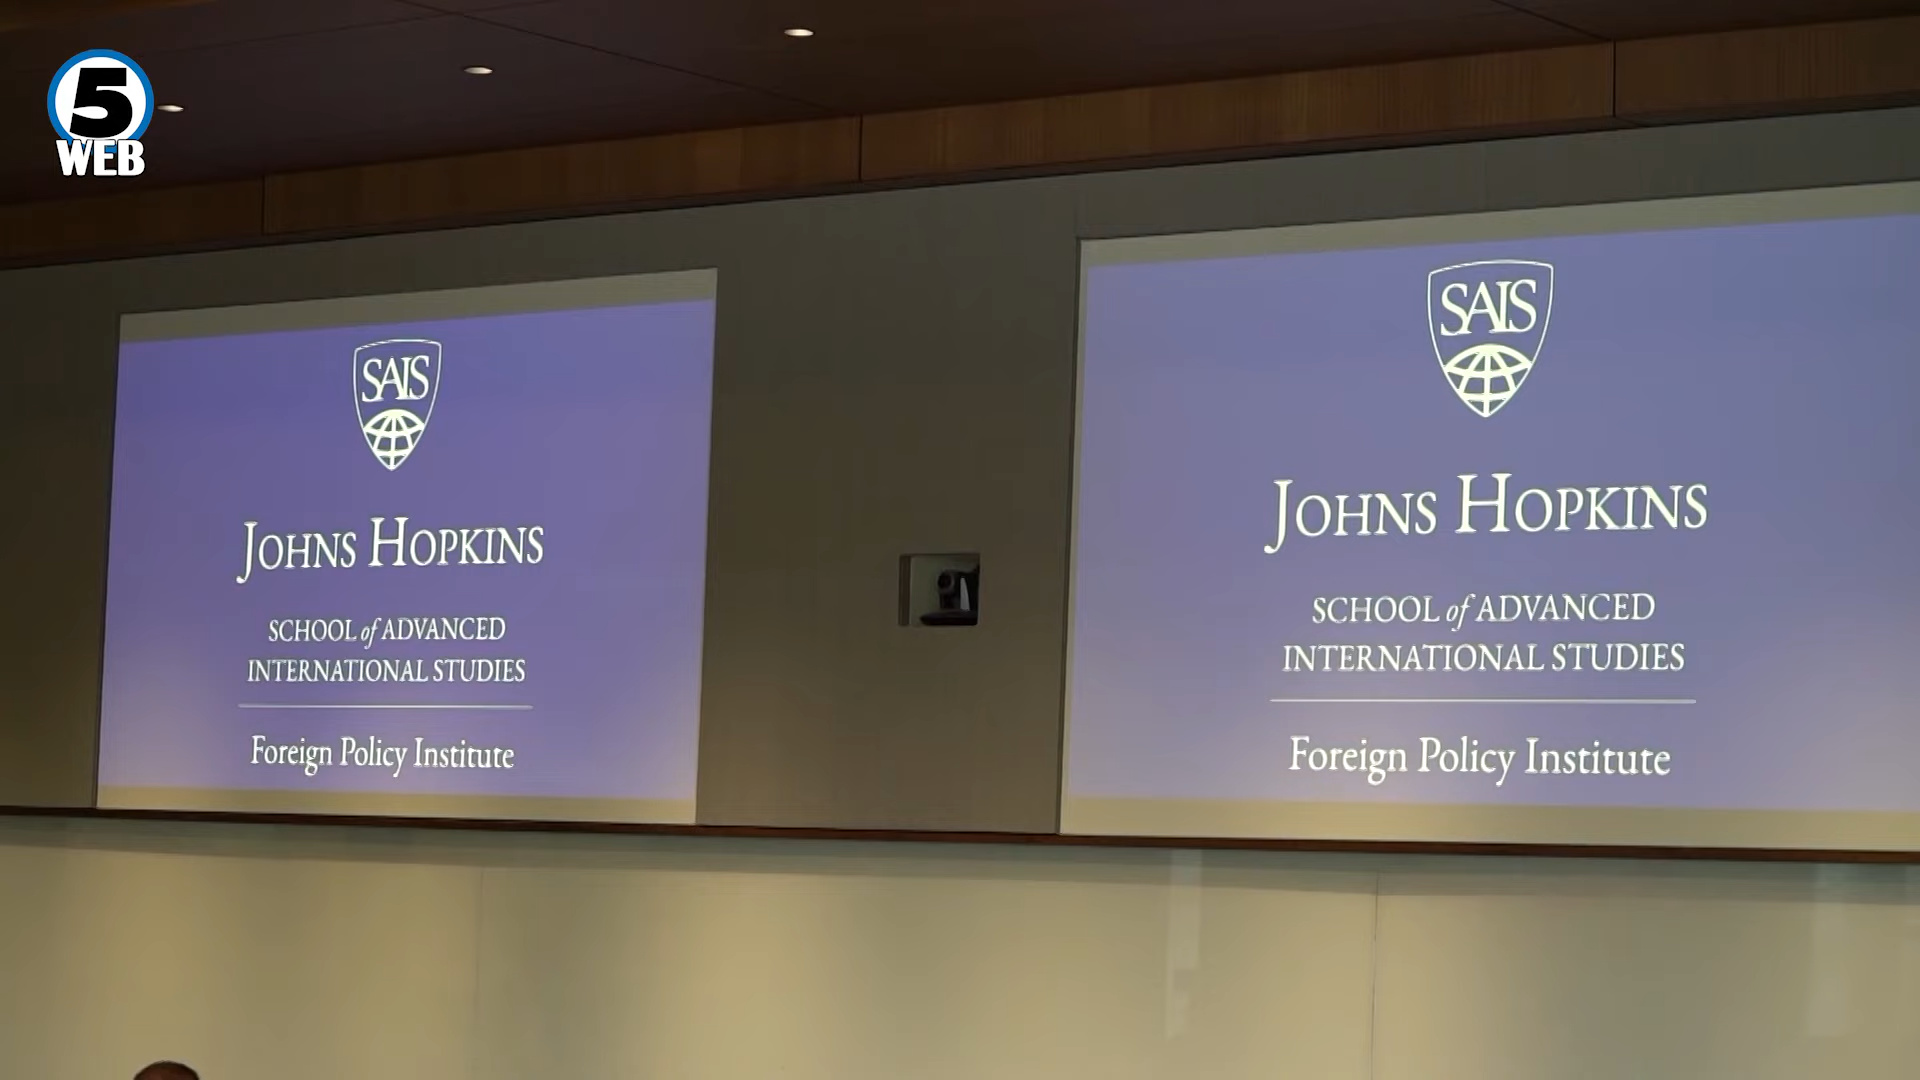 5
WEB
SAIS
JOHNS HOPKINS
SCHOOL of ADVANCED
INTERNATIONAL STUDIES
Foreign Policy Institute
SAIS
JOHNS HOPKINS
SCHOOL of ADVANCED
INTERNATIONAL STUDIES
Foreign Policy Institute